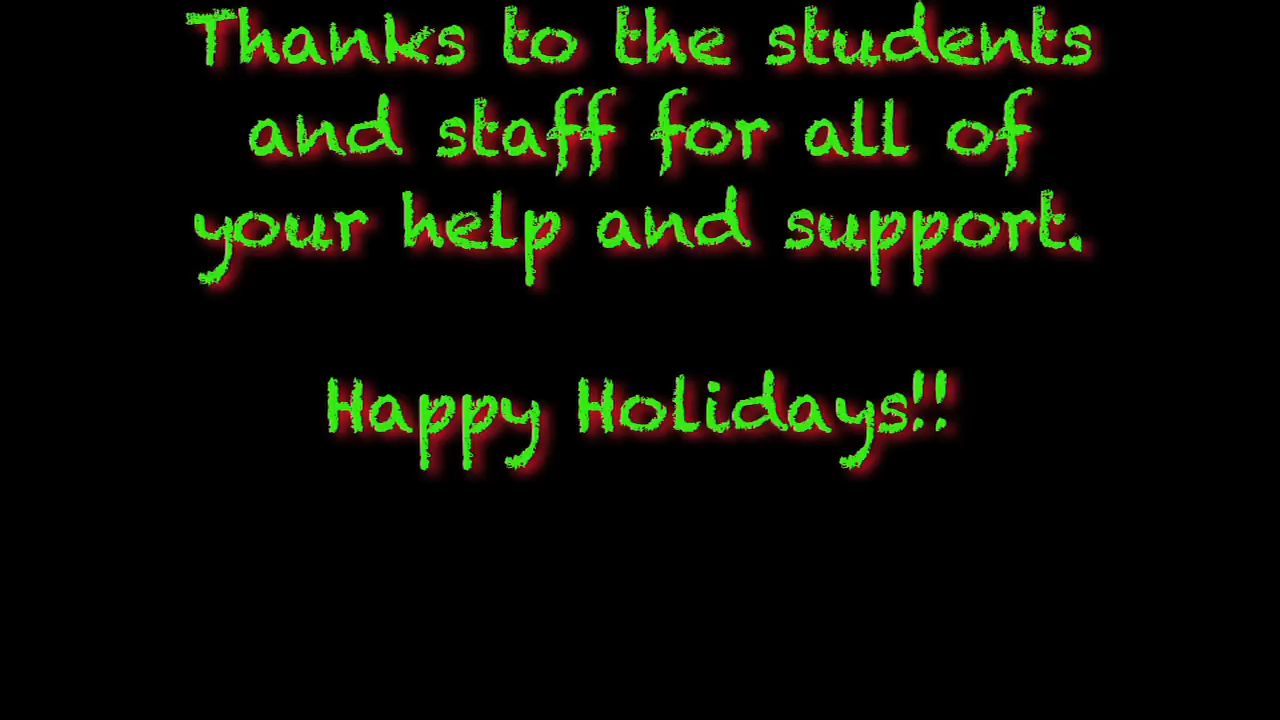 Thanks to the students
and staff for all of
your help and support.
Happy Holidays!!